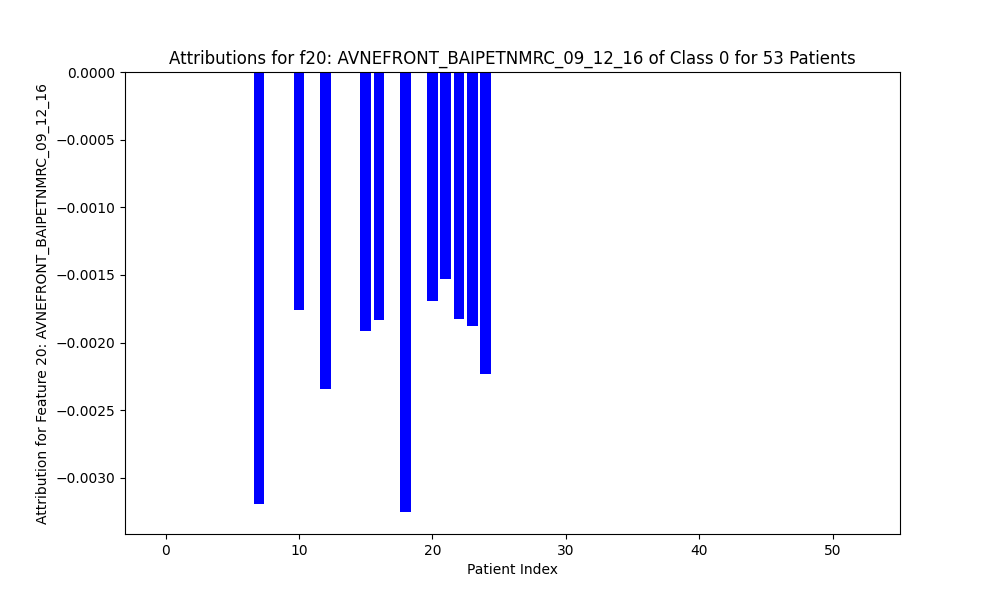 Attributions for f20: AVNEFRONT_BAIPETNMRC_09_12_16 of Class 0 for 53 Patients
Attribution for Feature 20: AVNEFRONT_BAIPETNMRC_09_12_16
0.0000
−0.0005
−0.0010
−0.0015
−0.0020
−0.0025
−0.0030
0 10 20 30 40 50
Patient Index